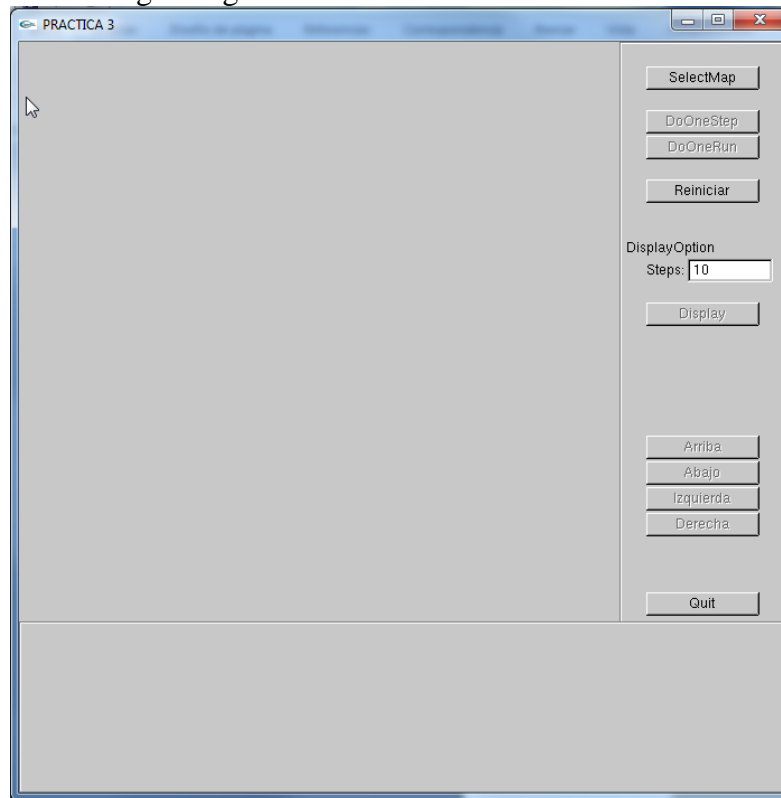 PRACTICA 3
SelectMap
DoOneStep
DoOneRun
Reiniciar
DisplayOption
Steps: 10
Display
Arriba
Abajo
Izquierda
Derecha
Quit